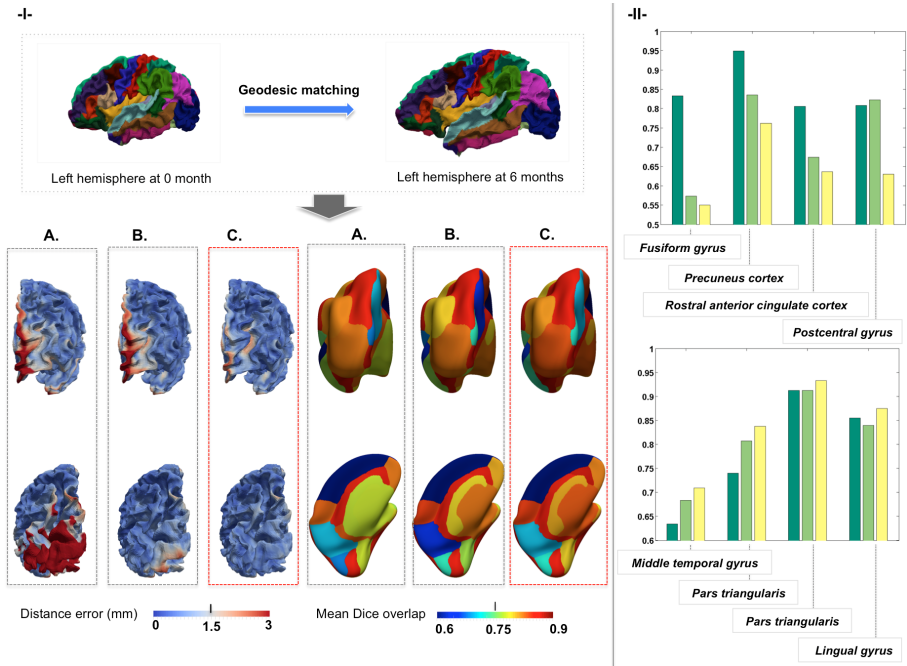 -I-
Geodesic matching
Left hemisphere at 0 month
Left hemisphere at 6 months
A.
B.
C.
A.
B.
C.
Distance error (mm)
0
1.5
3
Mean Dice overlap
0.6
0.75
0.9
-II-
1
0.95
0.9
0.85
0.8
0.75
0.7
0.65
0.6
0.55
0.5
Fusiform gyrus
Precuneus cortex
Rostral anterior cingulate cortex
Postcentral gyrus
1
0.95
0.9
0.85
0.8
0.75
0.7
0.65
0.6
Middle temporal gyrus
Pars triangularis
Pars triangularis
Lingual gyrus